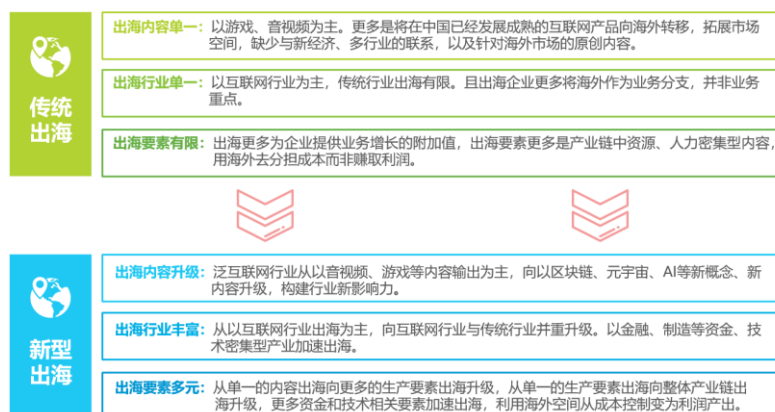 传统
出海
出海内容单一：以游戏、音视频为主。更多是将在中国已经发展成熟的互联网产品向海外转移，拓展市场
空间，缺少与新经济、多行业的联系，以及针对海外市场的原创内容。
出海行业单一：以互联网行业为主，传统行业出海有限。且出海企业更多将海外作为业务分支，并非业务
重点。
出海要素有限：出海更多为企业提供业务增长的附加值，出海要素更多是产业链中资源、人力密集型内容，
用海外去分担成本而非赚取利润。
新型
出海
出海内容升级：泛互联网行业从以音视频、游戏等内容输出为主，向以区块链、元宇宙、AI等新概念、新
内容升级，构建行业新影响力。
出海行业丰富：从以互联网行业出海为主，向互联网行业与传统行业并重升级。以金融、制造等资金、技
术密集型产业加速出海。
出海要素多元：从单一的内容出海向更多的生产要素出海升级，从单一的生产要素出海向整体产业链出
海升级，更多资金和技术相关要素加速出海，利用海外空间从成本控制变为利润产出。